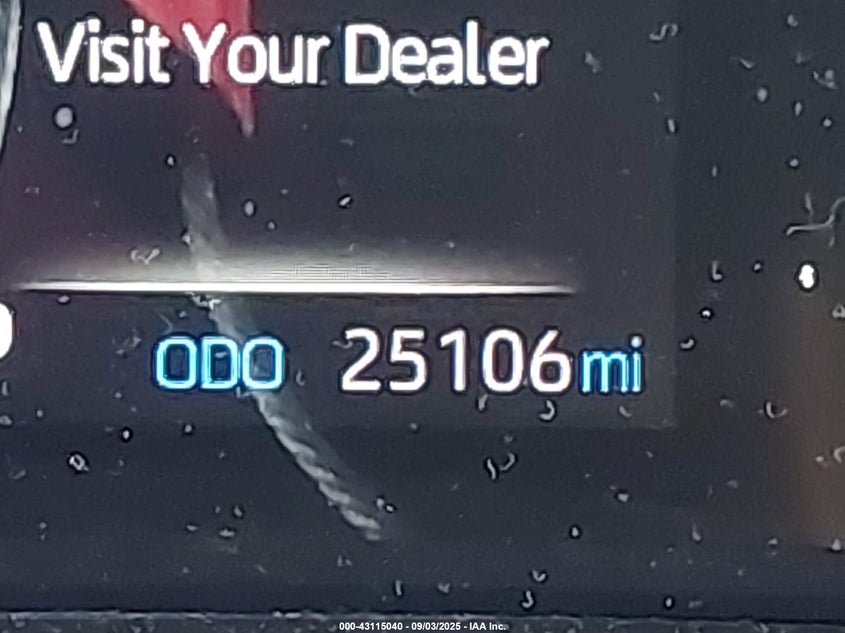 Visit Your Dealer
ODO 25106mi
000-43115040 - 09/03/2025 - IAA Inc.